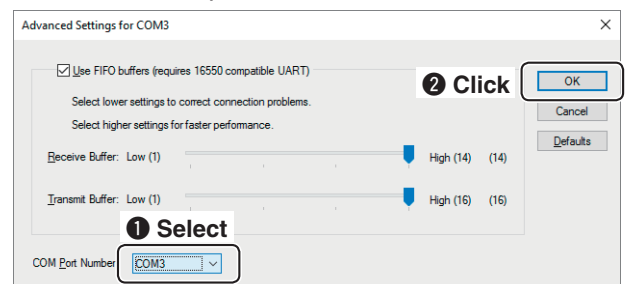 Advanced Settings for COM3
Use FIFO buffers (requires 16550 compatible UART)
❷ Click
OK
Select lower settings to correct connection problems.
Cancel
Select higher settings for faster performance.
Defaults
Receive Buffer: Low (1) High (14) (14)
Transmit Buffer: Low (1) High (16) (16)
❶ Select
COM Port Number: COM3